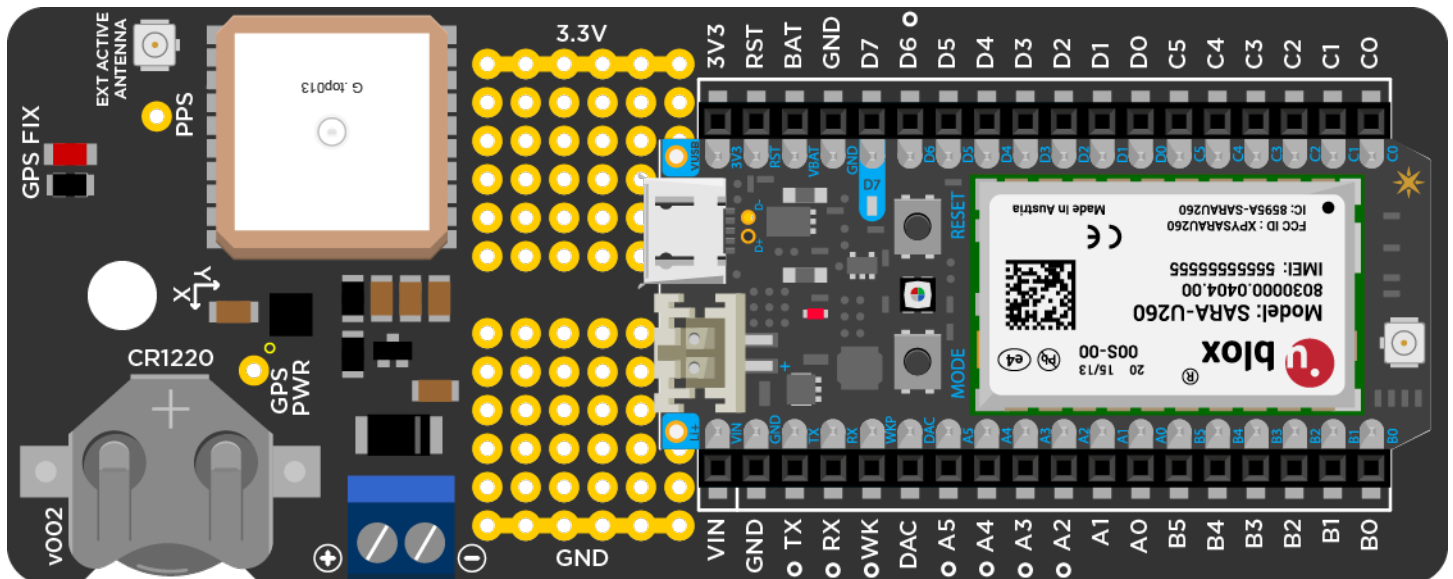 EXT ACTIVE
ANTENNA
PPS
GPS FIX
G.top013
3.3V
3V3 RST BAT GND D7 D6 D5 D4 D3 D2 D1 D0 C5 C4 C3 C2 C1 C0
VUSB 3V3 RST VBAT GND D6 D5 D4 D3 D2 D1 D0 C5 C4 C3 C2 C1 C0
D7
D-
D+
RESET
MODE
Made in Austria
FCC ID : XPYSARAU260
IC: 8595A-SARAU260
CE
IMEI: 5555555555555
8030000.0404.00
Model: SARA-U260
ublox ®
00S-00
20 15/13
Pb
e4
Y
X
CR1220
GPS
PWR
+
v002
+
Li+ VIN GND TX RX WKP DAC A5 A4 A3 A2 A1 A0 B5 B4 B3 B2 B1 B0
VIN GND TX RX WK DAC A5 A4 A3 A2 A1 A0 B5 B4 B3 B2 B1 B0
GND
+
-